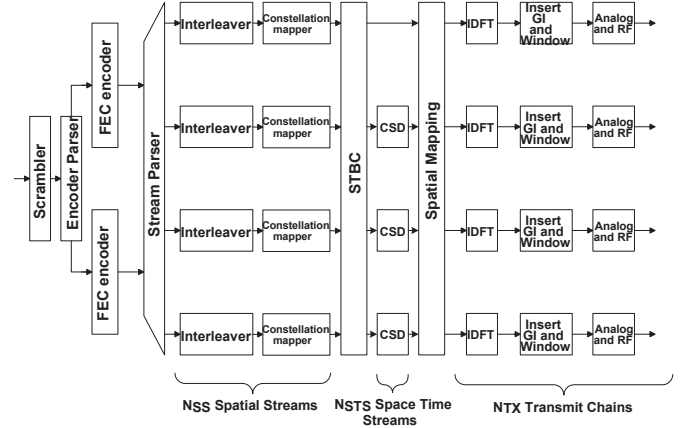 Scrambler
Encoder Parser
FEC encoder
FEC encoder
Stream Parser
Interleaver
Constellation
mapper
STBC
Spatial Mapping
IDFT
Insert
GI
and
Window
Analog
and RF
Interleaver
Constellation
mapper
CSD
IDFT
Insert
GI and
Window
Analog
and RF
Interleaver
Constellation
mapper
CSD
IDFT
Insert
GI and
Window
Analog
and RF
Interleaver
Constellation
mapper
CSD
IDFT
Insert
GI and
Window
Analog
and RF
NSS Spatial Streams
NSTS Space Time
Streams
NTX Transmit Chains